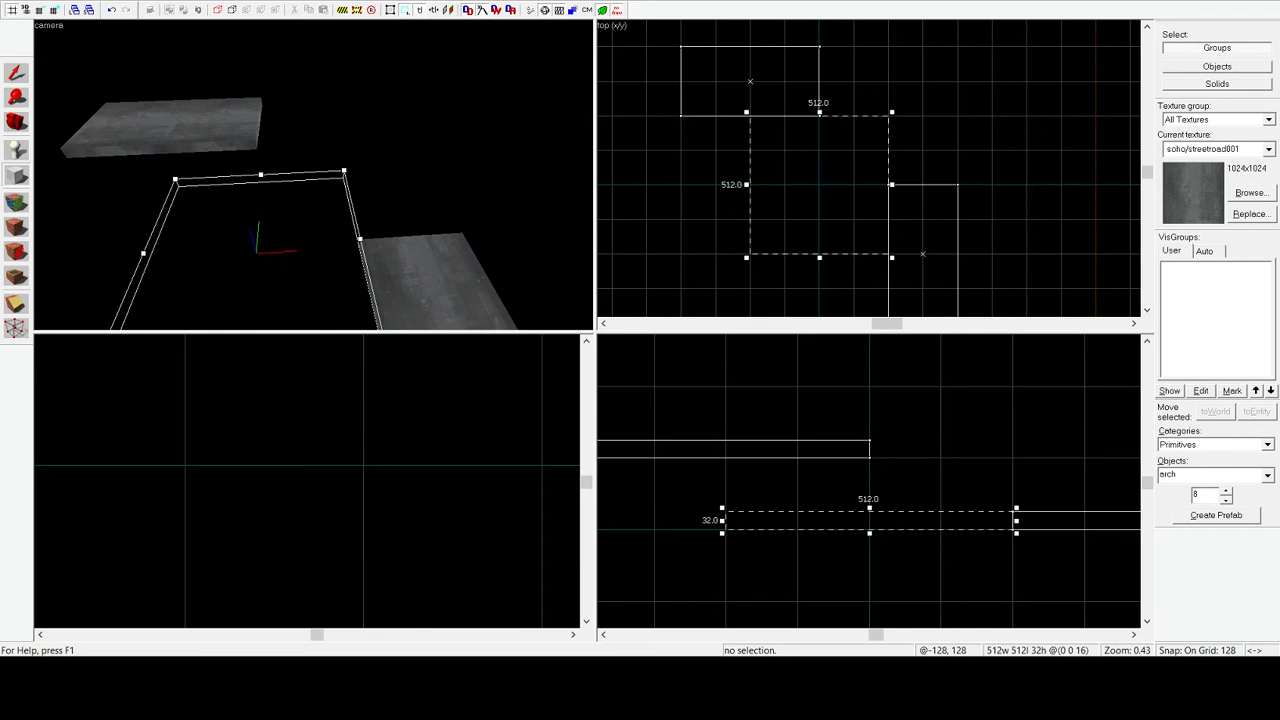 CM
camera
top (x/y)
512.0
512.0
512.0
32.0
Select:
Groups
Objects
Solids
Texture group:
All Textures
Current texture:
soho/streetroad001
1024x1024
Browse...
Replace...
VisGroups:
User
Auto
Show
Edit
Mark
Move
selected:
toWorld
toEntity
Categories:
Primitives
Objects:
arch
8
Create Prefab
For Help, press F1
no selection.
@-128, 128
512w 512l 32h @(0 0 16)
Zoom: 0.43
Snap: On Grid: 128
<->